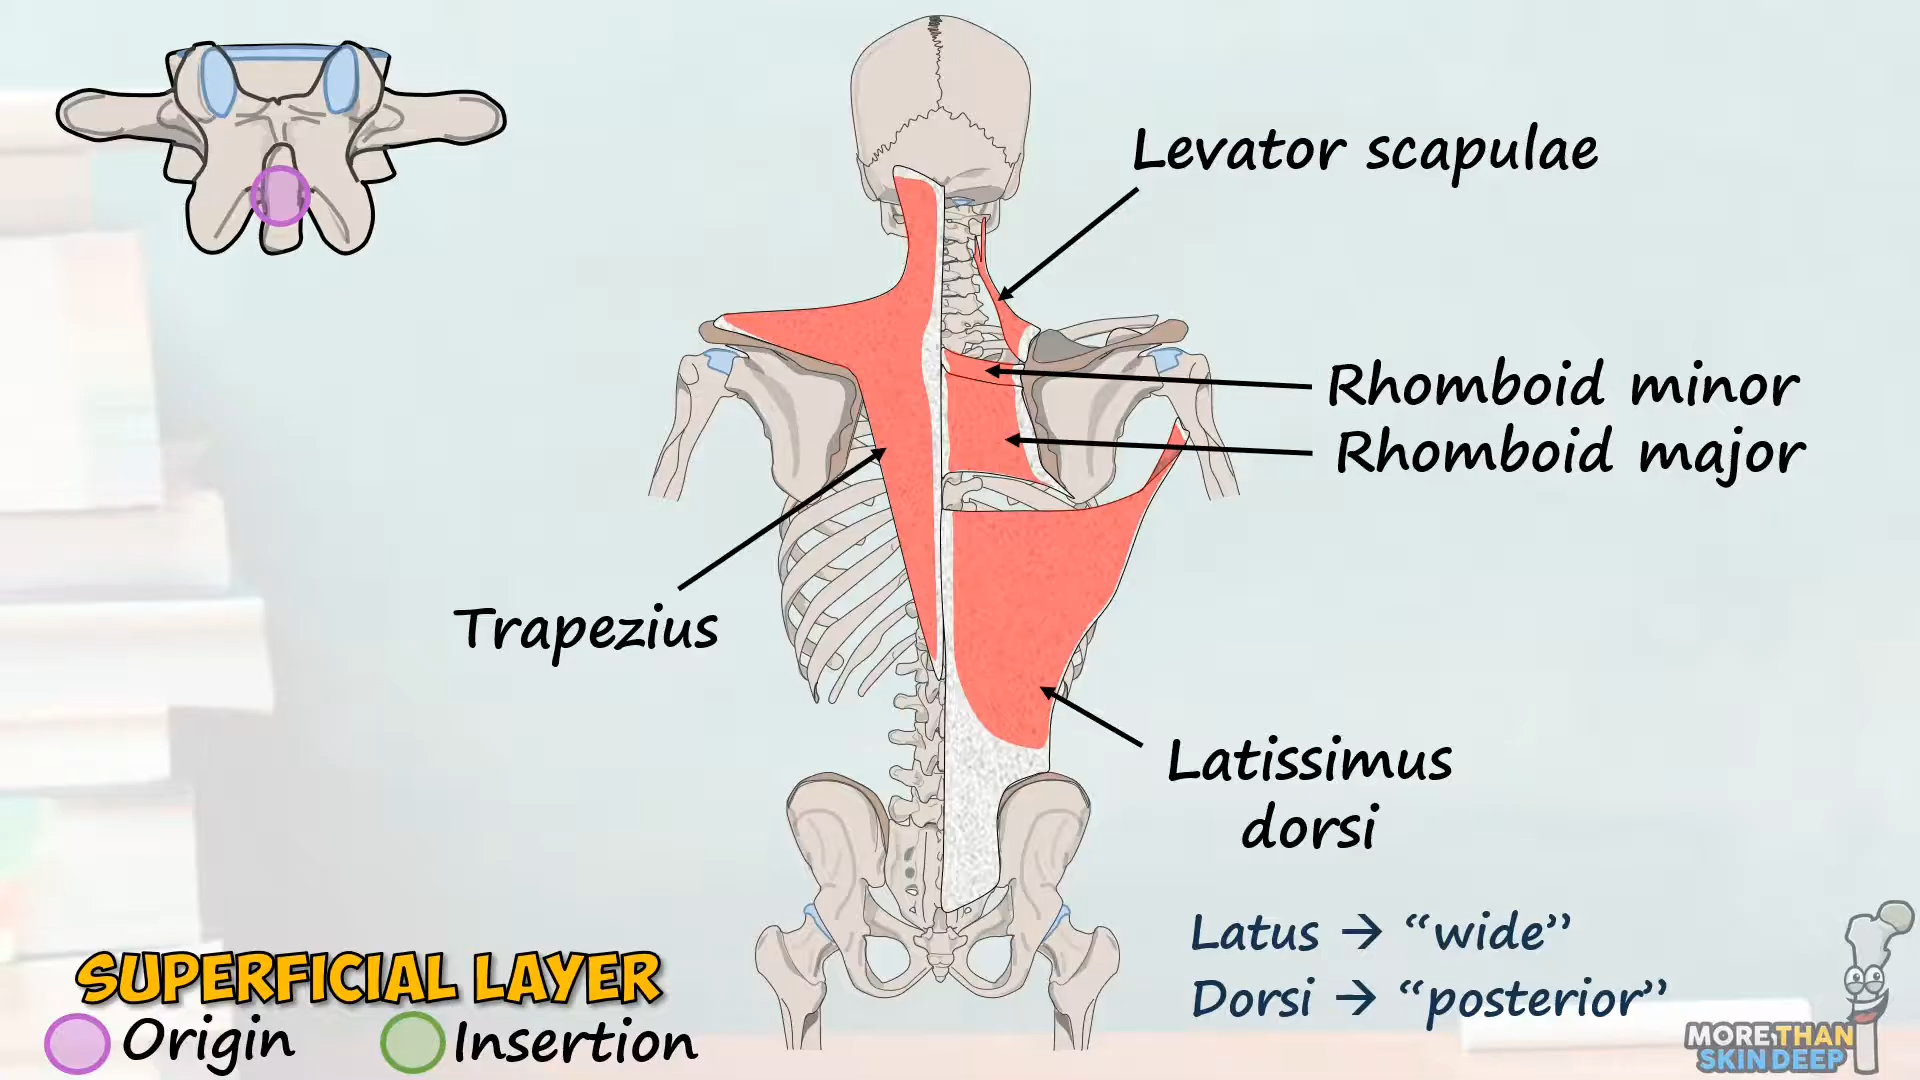 Levator scapulae
Rhomboid minor
Rhomboid major
Trapezius
Latissimus
dorsi
Latus → “wide”
Dorsi → “posterior”
SUPERFICIAL LAYER
Origin
Insertion
MORE THAN
SKIN DEEP